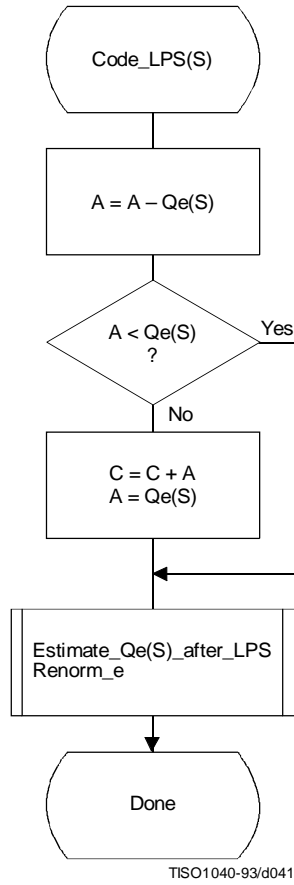 Code_LPS(S)
A = A – Qe(S)
A < Qe(S)
?
Yes
No
C = C + A
A = Qe(S)
Estimate_Qe(S)_after_LPS
Renorm_e
Done
TISO1040-93/d041